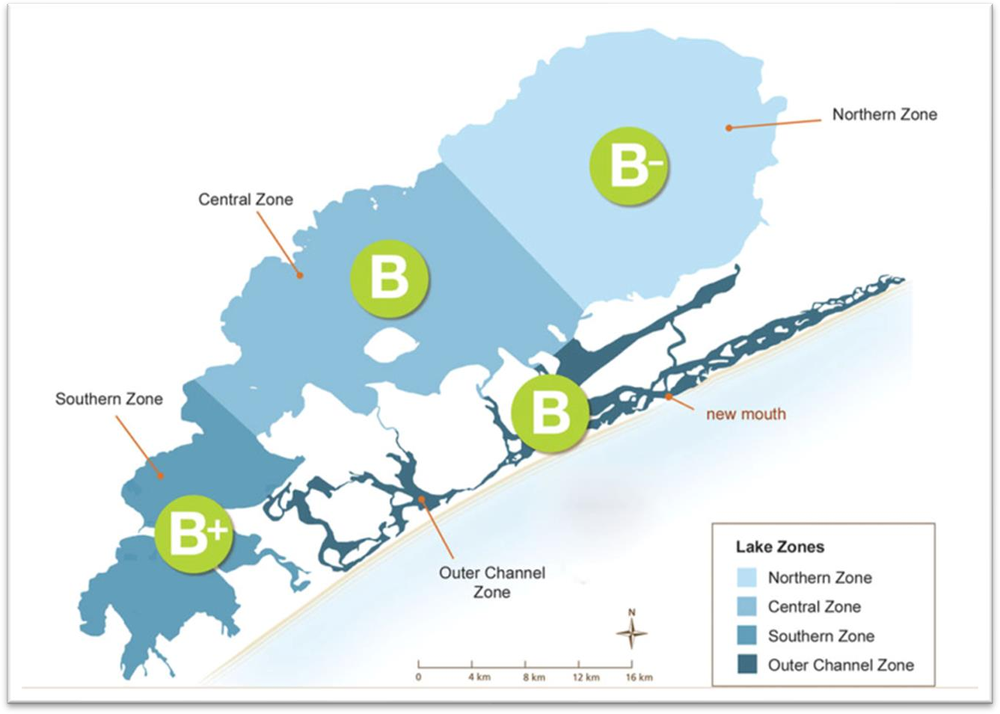 Northern Zone
B-
Central Zone
B
Southern Zone
B
new mouth
B+
Outer Channel
Zone
Lake Zones
Northern Zone
Central Zone
Southern Zone
Outer Channel Zone
N
0 4 km 8 km 12 km 16 km